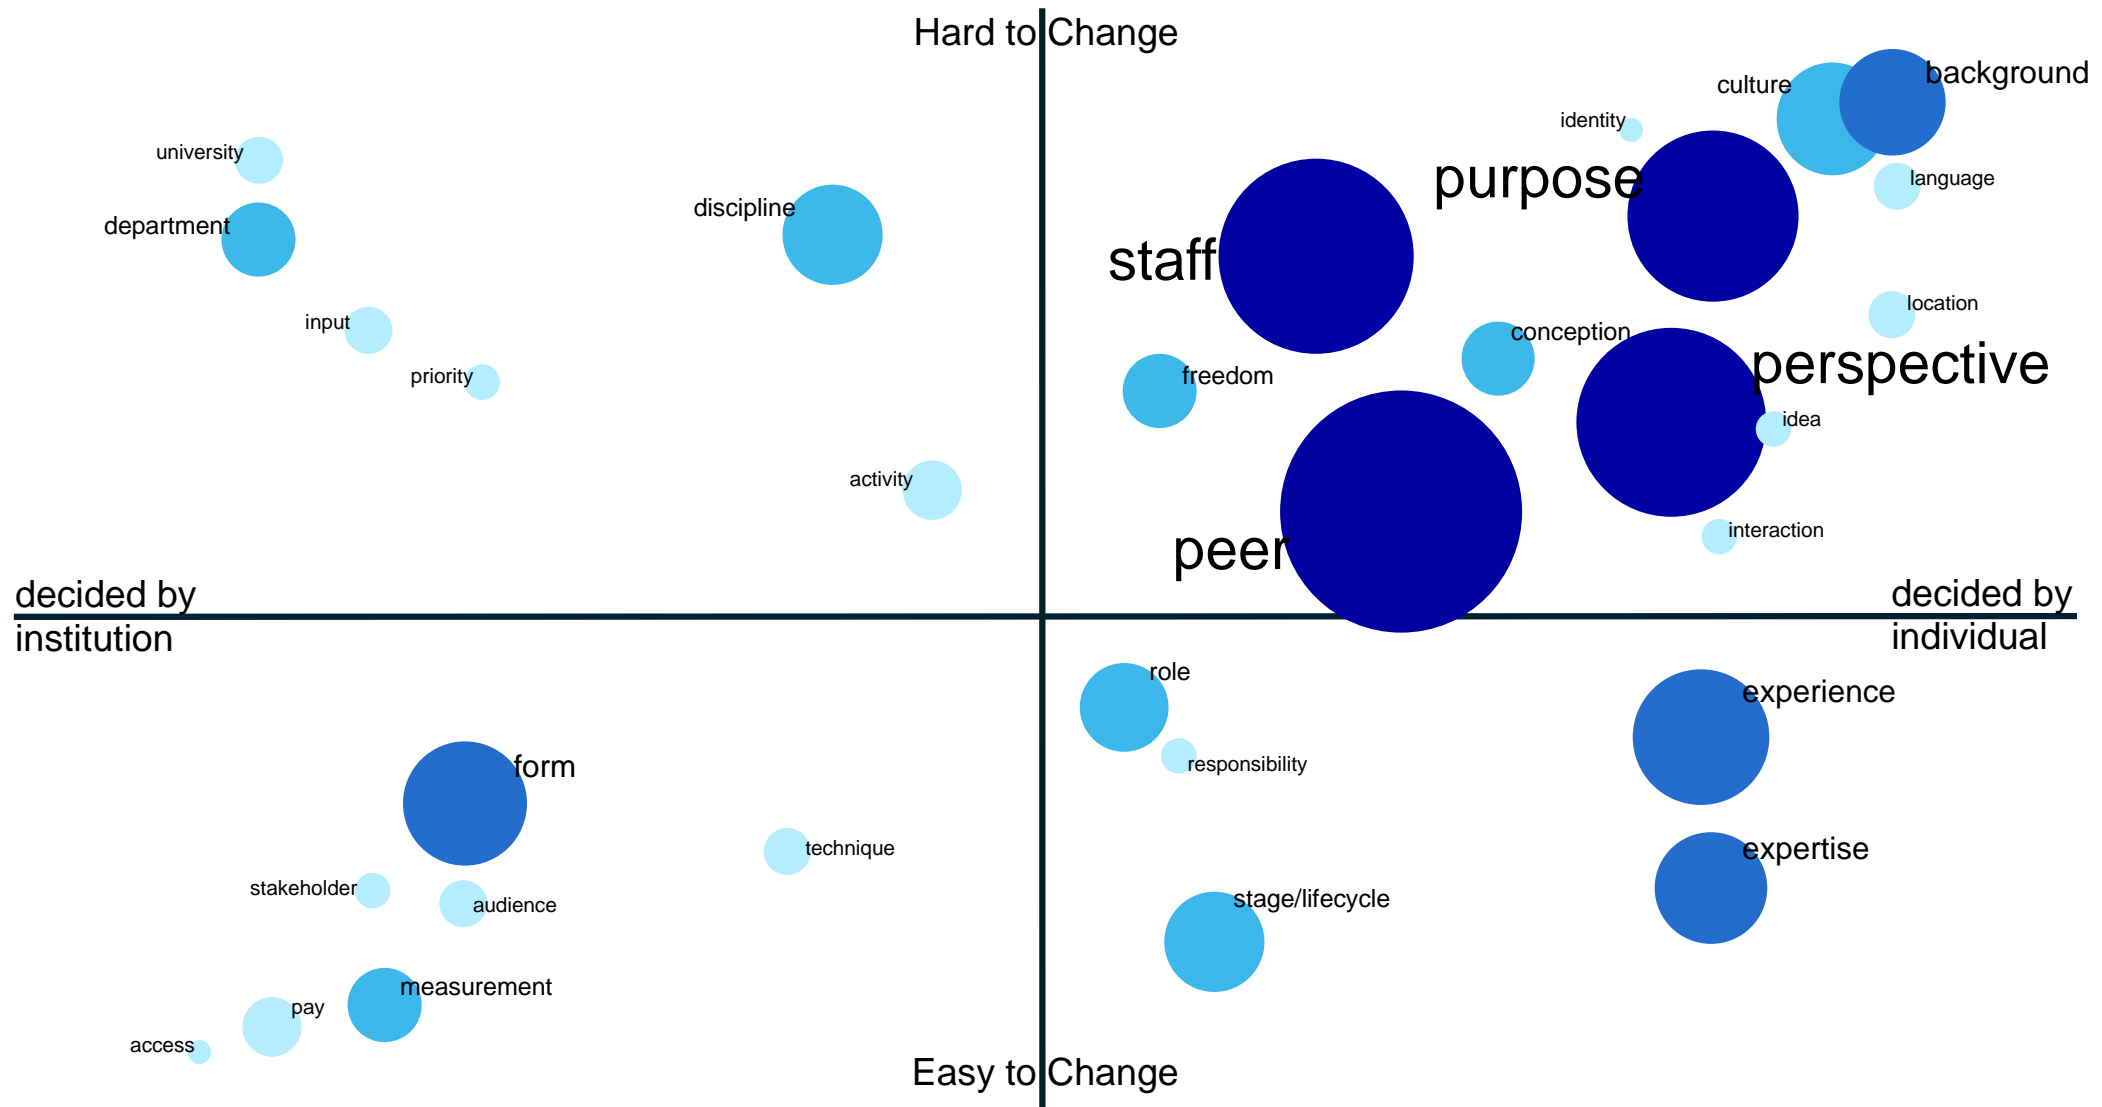 Hard to Change
background
culture
identity
university
purpose
language
discipline
department
staff
location
input
conception
perspective
priority
freedom
idea
activity
interaction
peer
decided by
institution
decided by
individual
role
experience
responsibility
form
technique
expertise
stakeholder
audience
stage/lifecycle
measurement
pay
access
Easy to Change